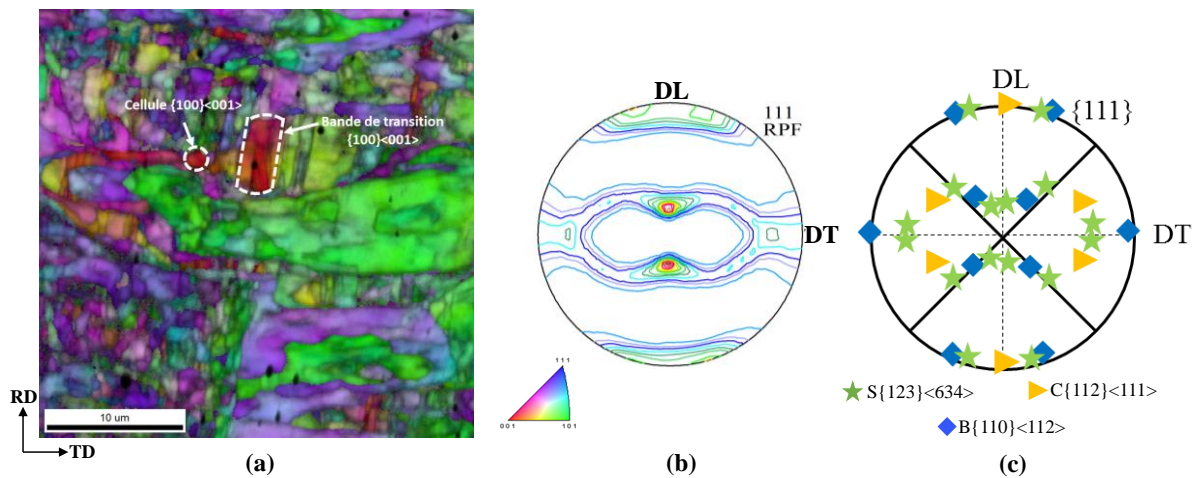 Cellule {100}<001>
Bande de transition
{100}<001>
RD
TD
10 um
(a)
DL
111
RPF
DT
111
001
101
(b)
DL
{111}
DT
S{123}<634>
C{112}<111>
B{110}<112>
(c)